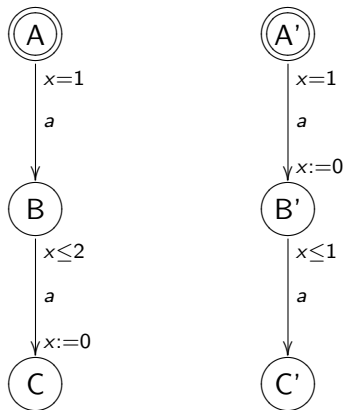 A A'
x=1 x=1
a a
x:=0
B B'
x≤2 x≤1
a a
x:=0
C C'